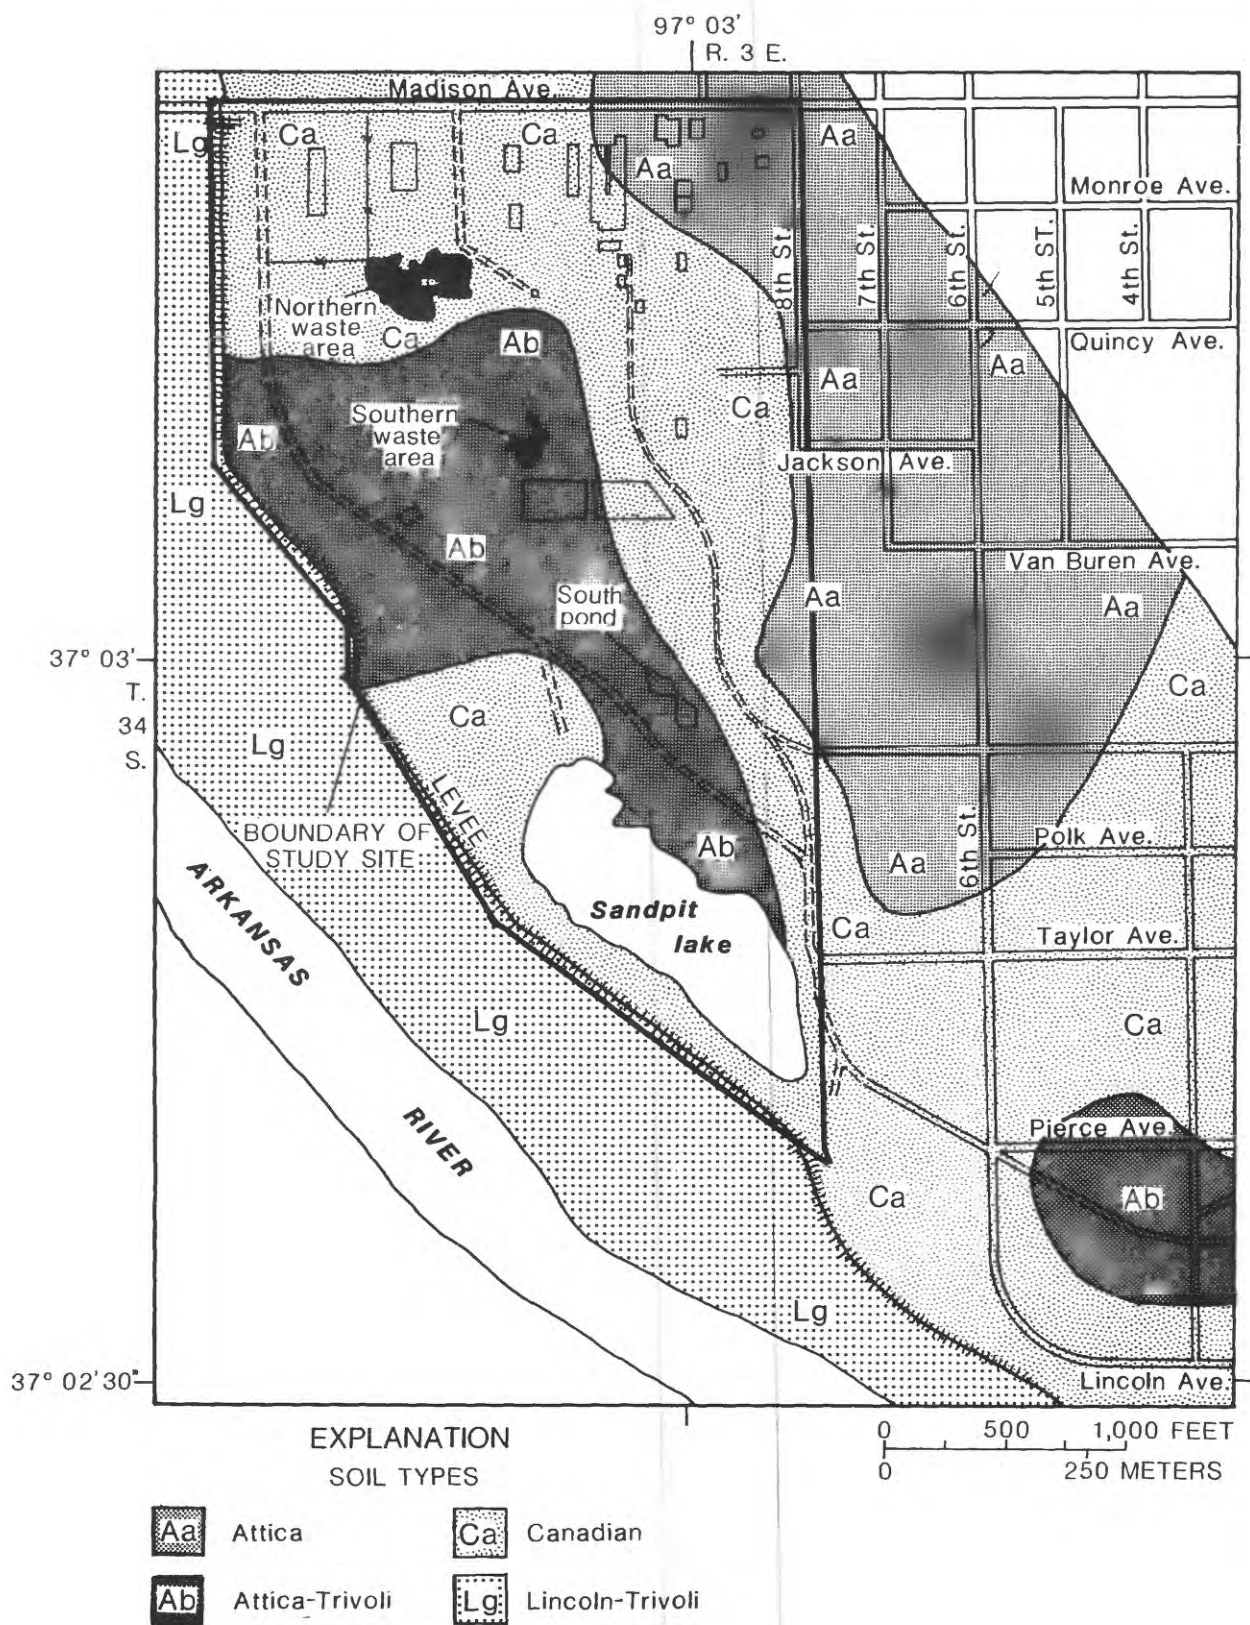 97° 03'
R. 3 E.
Madison Ave.
Lg
Ca
Ca
Aa
Aa
Monroe Ave.
8th St.
7th St.
6th St.
5th ST.
4th St.
Northern
waste
area
Ca
Ab
Quincy Ave.
Aa
Aa
Ca
Southern
waste
area
Ab
Jackson Ave.
Lg
Ab
Van Buren Ave.
South
pond
Aa
Aa
37° 03'
T.
34
S.
Ca
Ca
Lg
LEVEE
BOUNDARY OF
STUDY SITE
Ab
Aa
6th St.
Polk Ave.
ARKANSAS
RIVER
Sandpit
lake
Ca
Taylor Ave.
Lg
Ca
Pierce Ave.
Ca
Ab
Lg
37° 02'30"
Lincoln Ave.
EXPLANATION
SOIL TYPES
0 500 1,000 FEET
0 250 METERS
Aa Attica
Ca Canadian
Ab Attica-Trivoli
Lg Lincoln-Trivoli